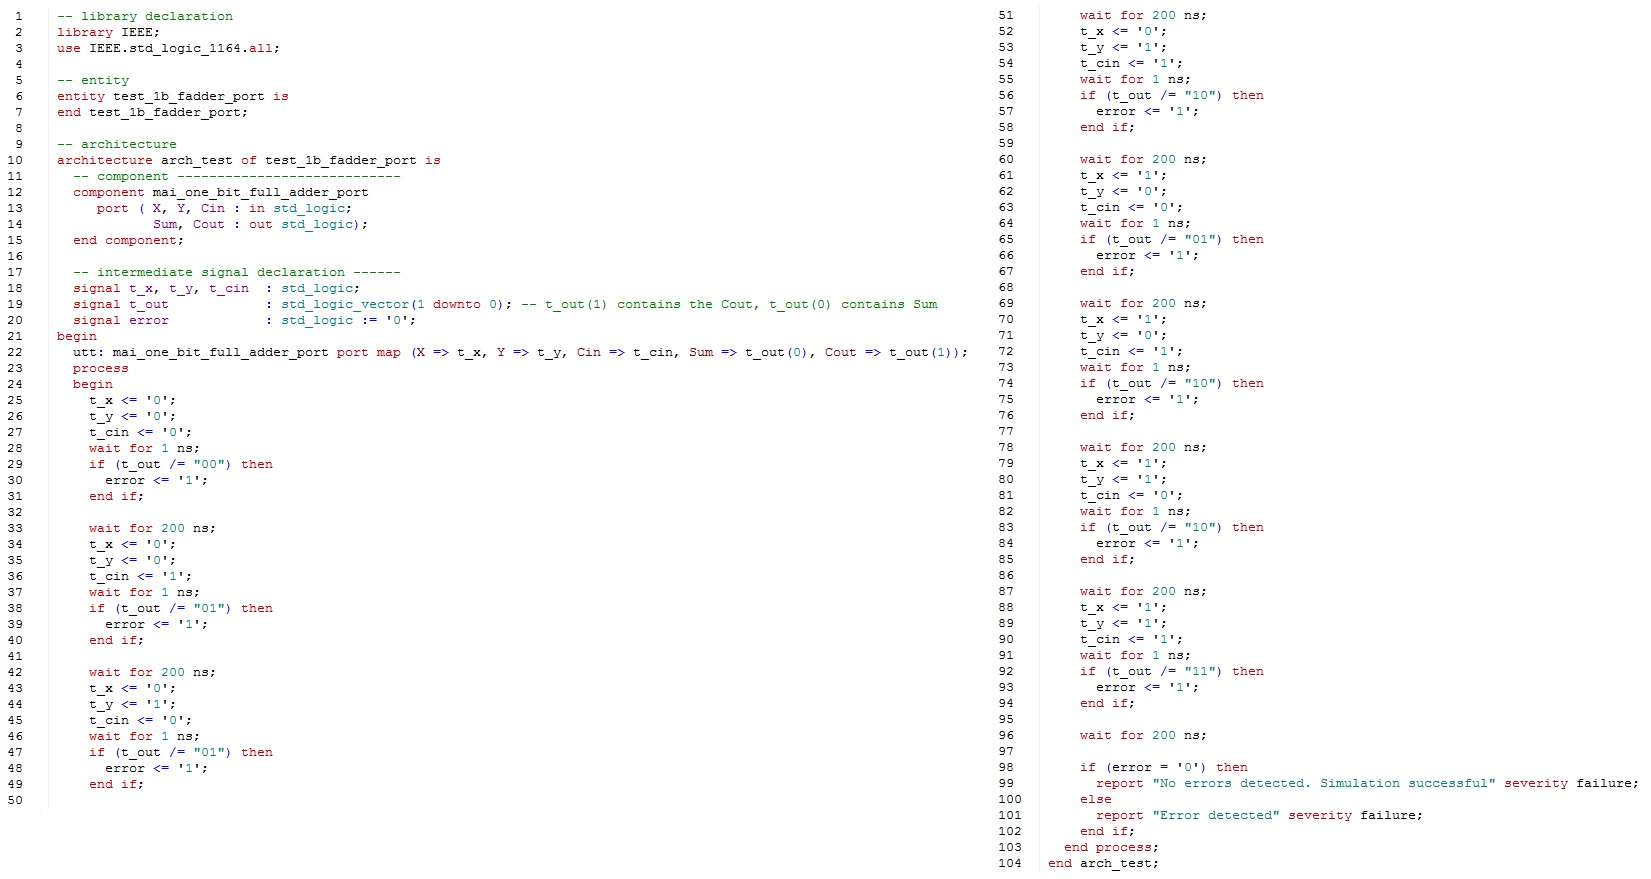 1 -- library declaration
2 library IEEE;
3 use IEEE.std_logic_1164.all;
4
5 -- entity
6 entity test_1b_fadder_port is
7 end test_1b_fadder_port;
8
9 -- architecture
10 architecture arch_test of test_1b_fadder_port is
11 -- component ----------------------------
12 component mai_one_bit_full_adder_port
13 port ( X, Y, Cin : in std_logic;
14 Sum, Cout : out std_logic);
15 end component;
16
17 -- intermediate signal declaration ------
18 signal t_x, t_y, t_cin : std_logic;
19 signal t_out : std_logic_vector(1 downto 0); -- t_out(1) contains the Cout, t_out(0) contains Sum
20 signal error : std_logic := '0';
21 begin
22 utt: mai_one_bit_full_adder_port port map (X => t_x, Y => t_y, Cin => t_cin, Sum => t_out(0), Cout => t_out(1));
23 process
24 begin
25 t_x <= '0';
26 t_y <= '0';
27 t_cin <= '0';
28 wait for 1 ns;
29 if (t_out /= "00") then
30 error <= '1';
31 end if;
32
33 wait for 200 ns;
34 t_x <= '0';
35 t_y <= '0';
36 t_cin <= '1';
37 wait for 1 ns;
38 if (t_out /= "01") then
39 error <= '1';
40 end if;
41
42 wait for 200 ns;
43 t_x <= '0';
44 t_y <= '1';
45 t_cin <= '0';
46 wait for 1 ns;
47 if (t_out /= "01") then
48 error <= '1';
49 end if;
50
51 wait for 200 ns;
52 t_x <= '0';
53 t_y <= '1';
54 t_cin <= '1';
55 wait for 1 ns;
56 if (t_out /= "10") then
57 error <= '1';
58 end if;
59
60 wait for 200 ns;
61 t_x <= '1';
62 t_y <= '0';
63 t_cin <= '0';
64 wait for 1 ns;
65 if (t_out /= "01") then
66 error <= '1';
67 end if;
68
69 wait for 200 ns;
70 t_x <= '1';
71 t_y <= '0';
72 t_cin <= '1';
73 wait for 1 ns;
74 if (t_out /= "10") then
75 error <= '1';
76 end if;
77
78 wait for 200 ns;
79 t_x <= '1';
80 t_y <= '1';
81 t_cin <= '0';
82 wait for 1 ns;
83 if (t_out /= "10") then
84 error <= '1';
85 end if;
86
87 wait for 200 ns;
88 t_x <= '1';
89 t_y <= '1';
90 t_cin <= '1';
91 wait for 1 ns;
92 if (t_out /= "11") then
93 error <= '1';
94 end if;
95
96 wait for 200 ns;
97
98 if (error = '0') then
99 report "No errors detected. Simulation successful" severity failure;
100 else
101 report "Error detected" severity failure;
102 end if;
103 end process;
104 end arch_test;